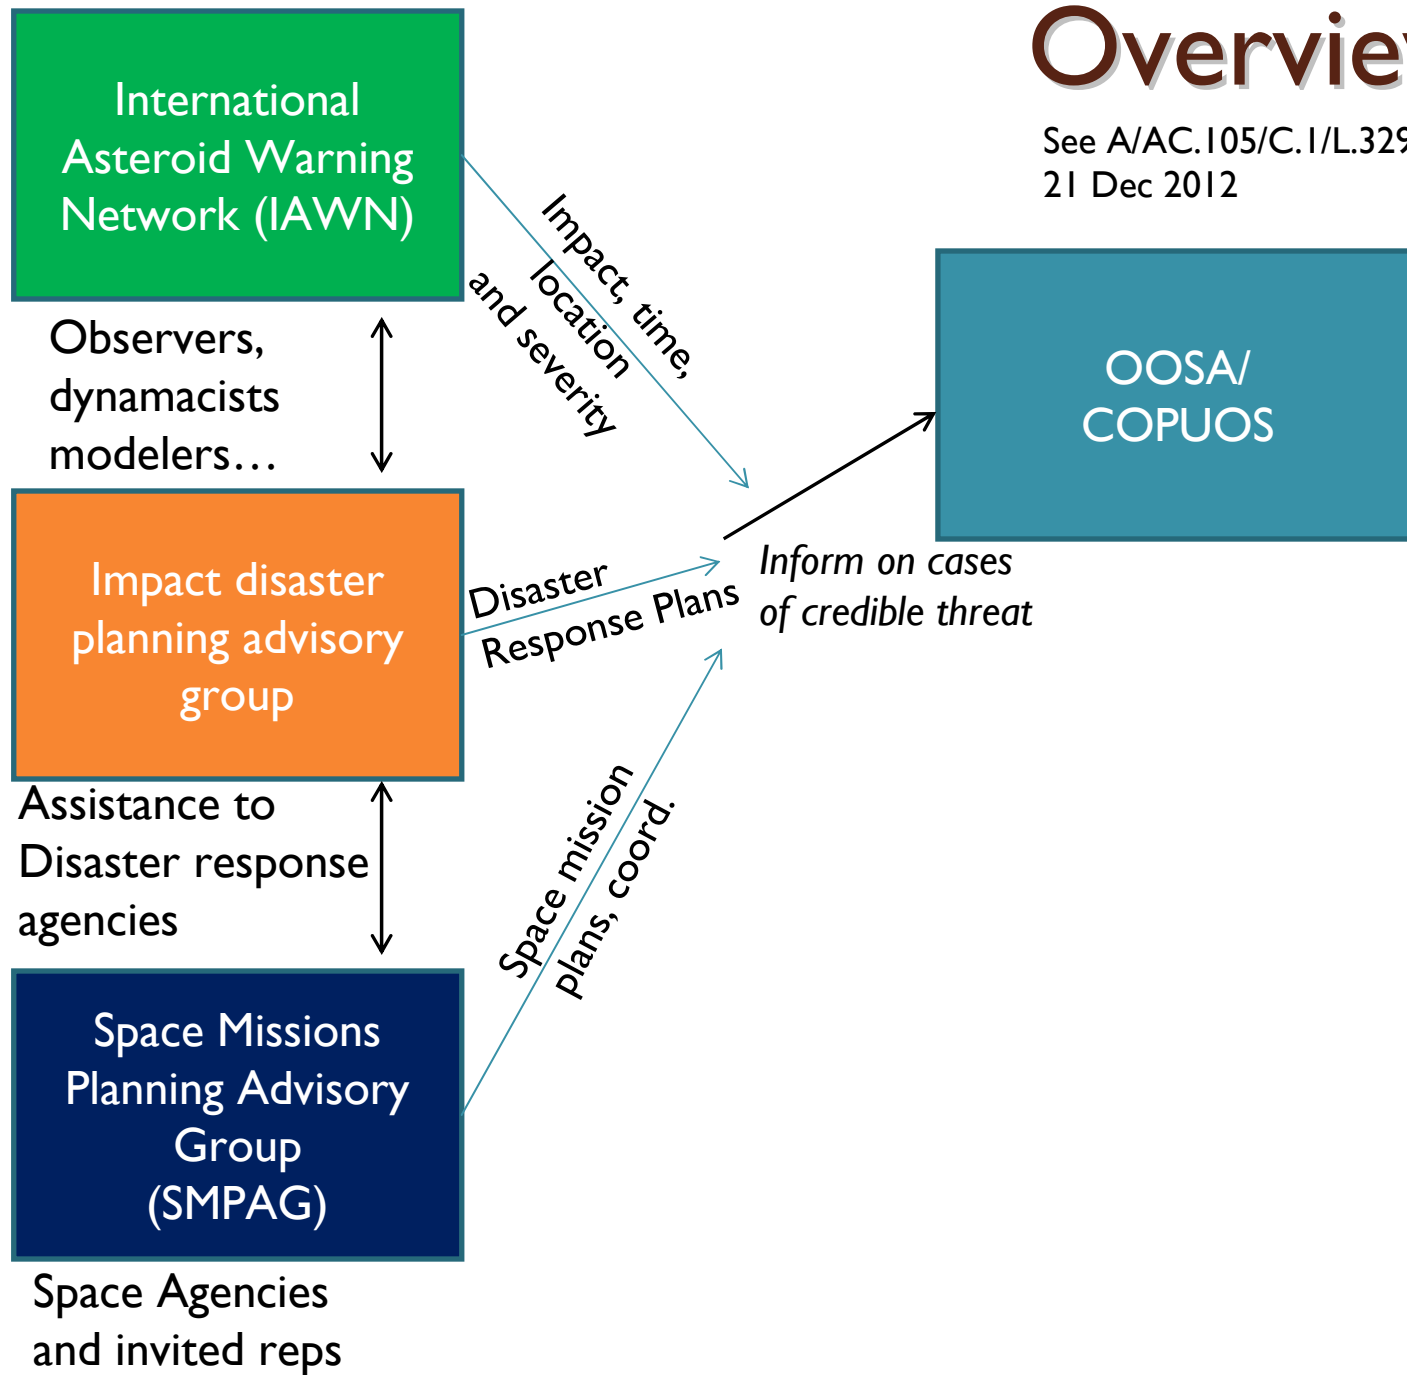 Overvie
See A/AC.105/C.1/L.329
21 Dec 2012
International
Asteroid Warning
Network (IAWN)
Observers,
dynamacists
modelers…
Impact, time,
location
and severity
OOSA/
COPUOS
Impact disaster
planning advisory
group
Disaster
Response Plans
Inform on cases
of credible threat
Assistance to
Disaster response
agencies
Space mission
plans, coord.
Space Missions
Planning Advisory
Group
(SMPAG)
Space Agencies
and invited reps